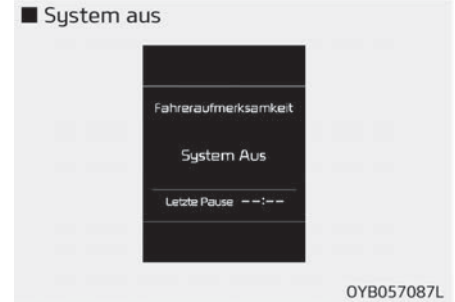 ■ System aus
Fahreraufmerksamkeit
System Aus
Letzte Pause --:--
OYB057087L